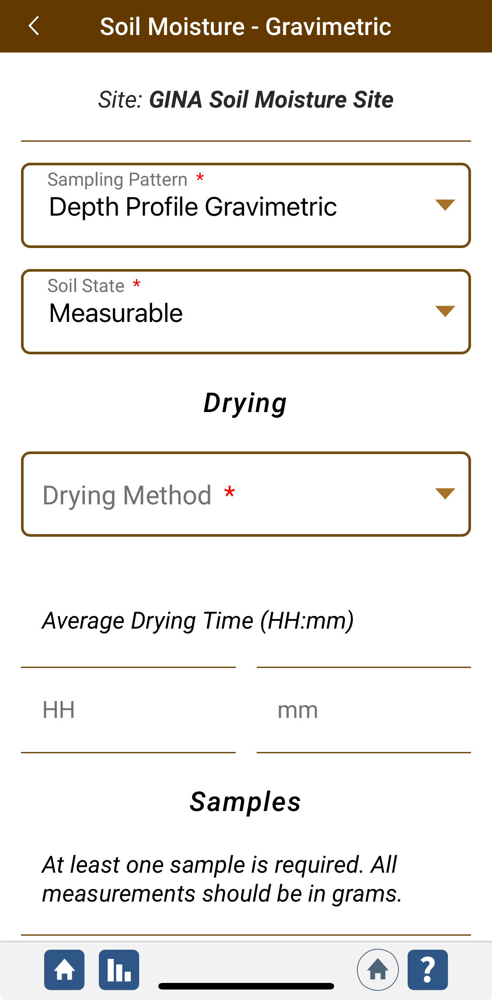 Soil Moisture - Gravimetric
Site: GINA Soil Moisture Site
Sampling Pattern *
Depth Profile Gravimetric
Soil State *
Measurable
Drying
Drying Method *
Average Drying Time (HH:mm)
HH mm
Samples
At least one sample is required. All
measurements should be in grams.
?